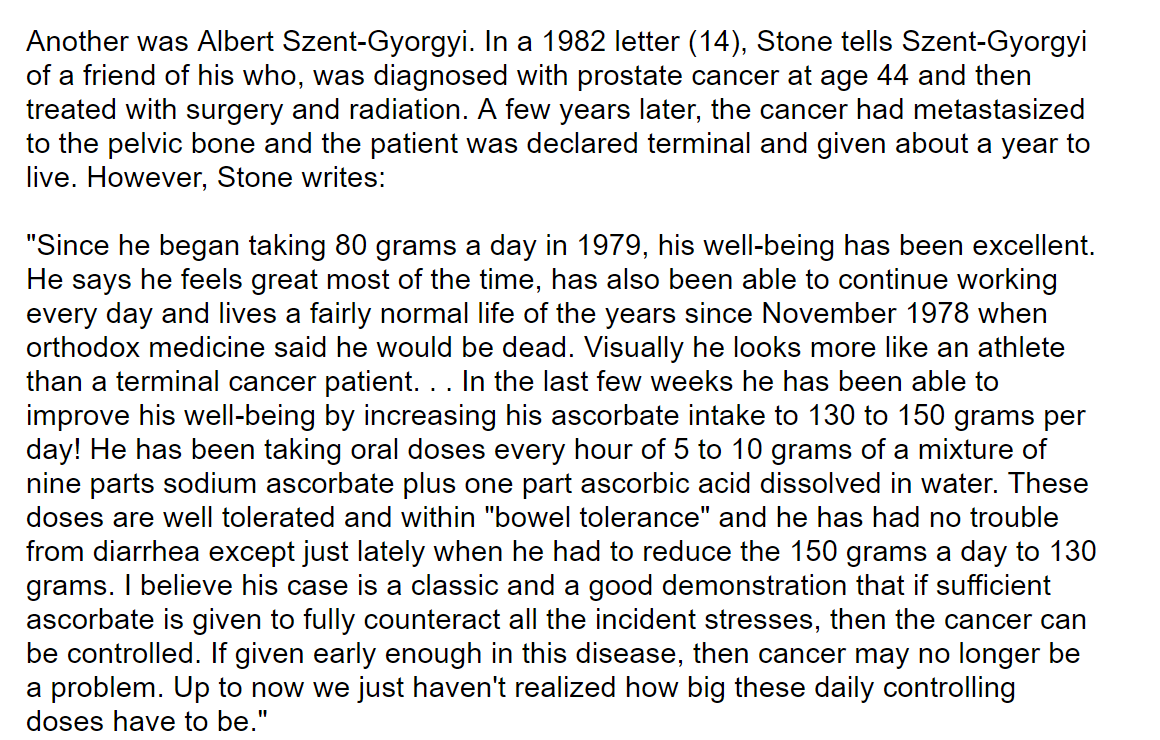 Another was Albert Szent-Gyorgyi. In a 1982 letter (14), Stone tells Szent-Gyorgyi
of a friend of his who, was diagnosed with prostate cancer at age 44 and then
treated with surgery and radiation. A few years later, the cancer had metastasized
to the pelvic bone and the patient was declared terminal and given about a year to
live. However, Stone writes:

"Since he began taking 80 grams a day in 1979, his well-being has been excellent.
He says he feels great most of the time, has also been able to continue working
every day and lives a fairly normal life of the years since November 1978 when
orthodox medicine said he would be dead. Visually he looks more like an athlete
than a terminal cancer patient. . . In the last few weeks he has been able to
improve his well-being by increasing his ascorbate intake to 130 to 150 grams per
day! He has been taking oral doses every hour of 5 to 10 grams of a mixture of
nine parts sodium ascorbate plus one part ascorbic acid dissolved in water. These
doses are well tolerated and within "bowel tolerance" and he has had no trouble
from diarrhea except just lately when he had to reduce the 150 grams a day to 130
grams. I believe his case is a classic and a good demonstration that if sufficient
ascorbate is given to fully counteract all the incident stresses, then the cancer can
be controlled. If given early enough in this disease, then cancer may no longer be
a problem. Up to now we just haven't realized how big these daily controlling
doses have to be."